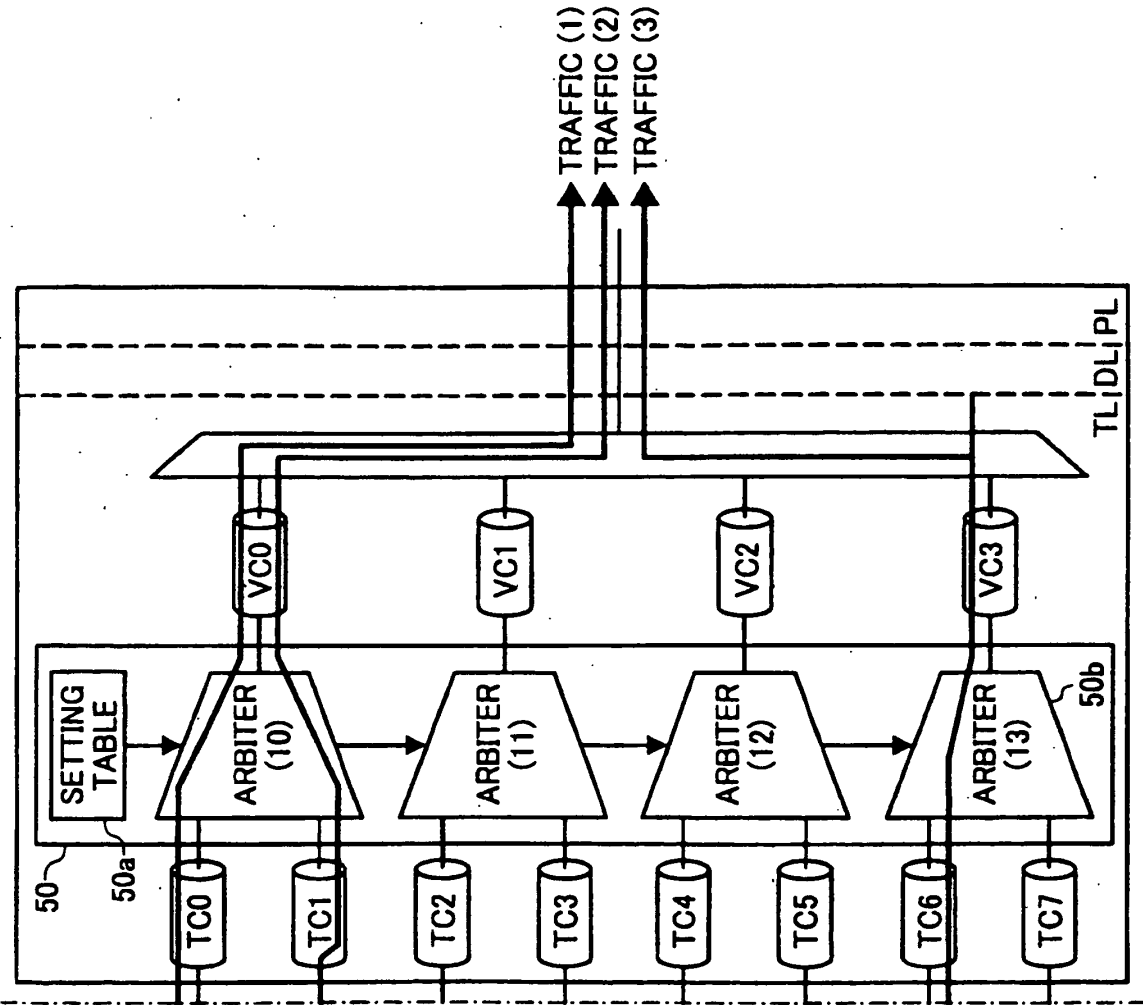 TRAFFIC (1)
TRAFFIC (2)
TRAFFIC (3)
TL
DL
PL
VC0
VC1
VC2
VC3
50
50a
SETTING
TABLE
ARBITER
(10)
ARBITER
(11)
ARBITER
(12)
ARBITER
(13)
50b
TC0
TC1
TC2
TC3
TC4
TC5
TC6
TC7